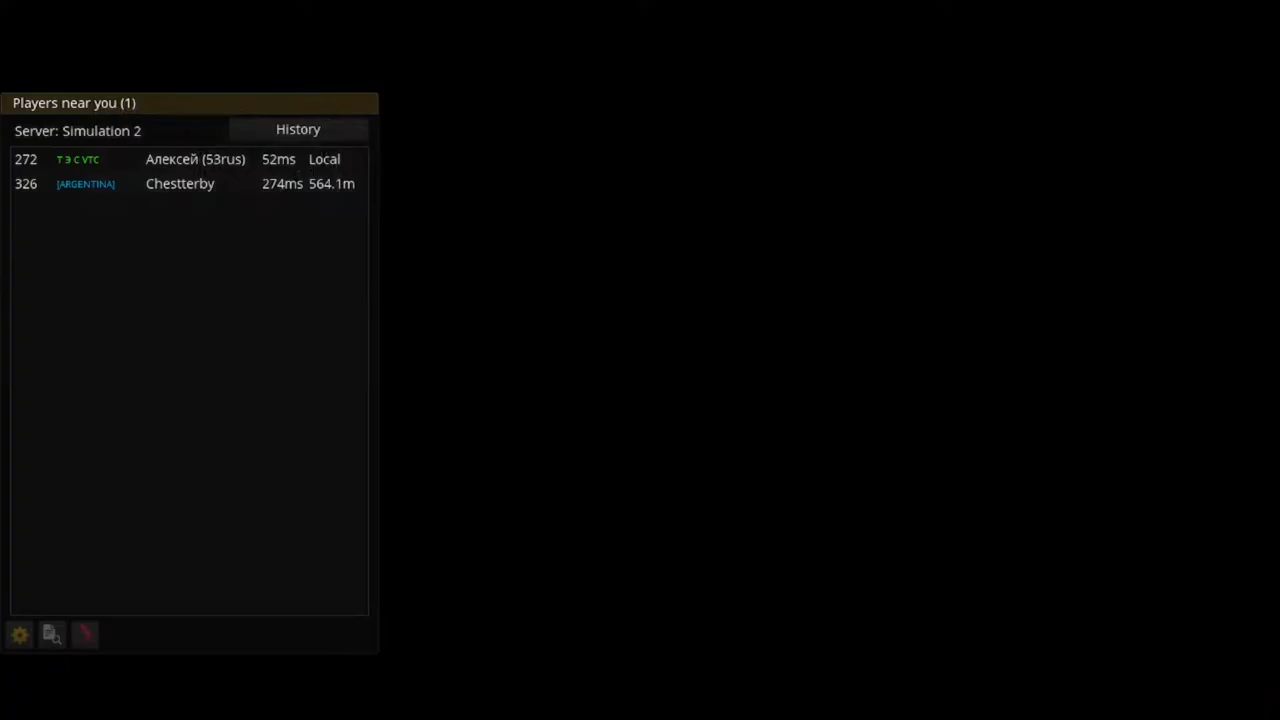 Players near you (1)
Server: Simulation 2 History
272 Т Э С VTC Алексей (53rus) 52ms Local
326 [ARGENTINA] Chestterby 274ms 564.1m